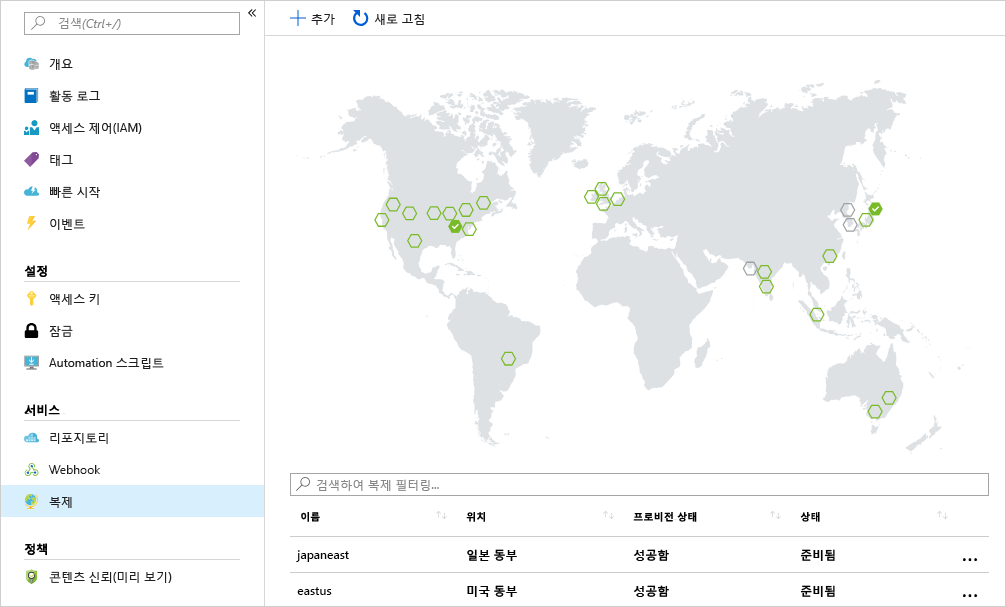 검색(Ctrl+/)
«
개요
활동 로그
액세스 제어(IAM)
태그
빠른 시작
이벤트
설정
액세스 키
잠금
Automation 스크립트
서비스
리포지토리
Webhook
복제
정책
콘텐츠 신뢰(미리 보기)
추가 새로 고침
검색하여 복제 필터링...
이름 위치 프로비전 상태 상태
japaneast 일본 동부 성공함 준비됨 ...
eastus 미국 동부 성공함 준비됨 ...